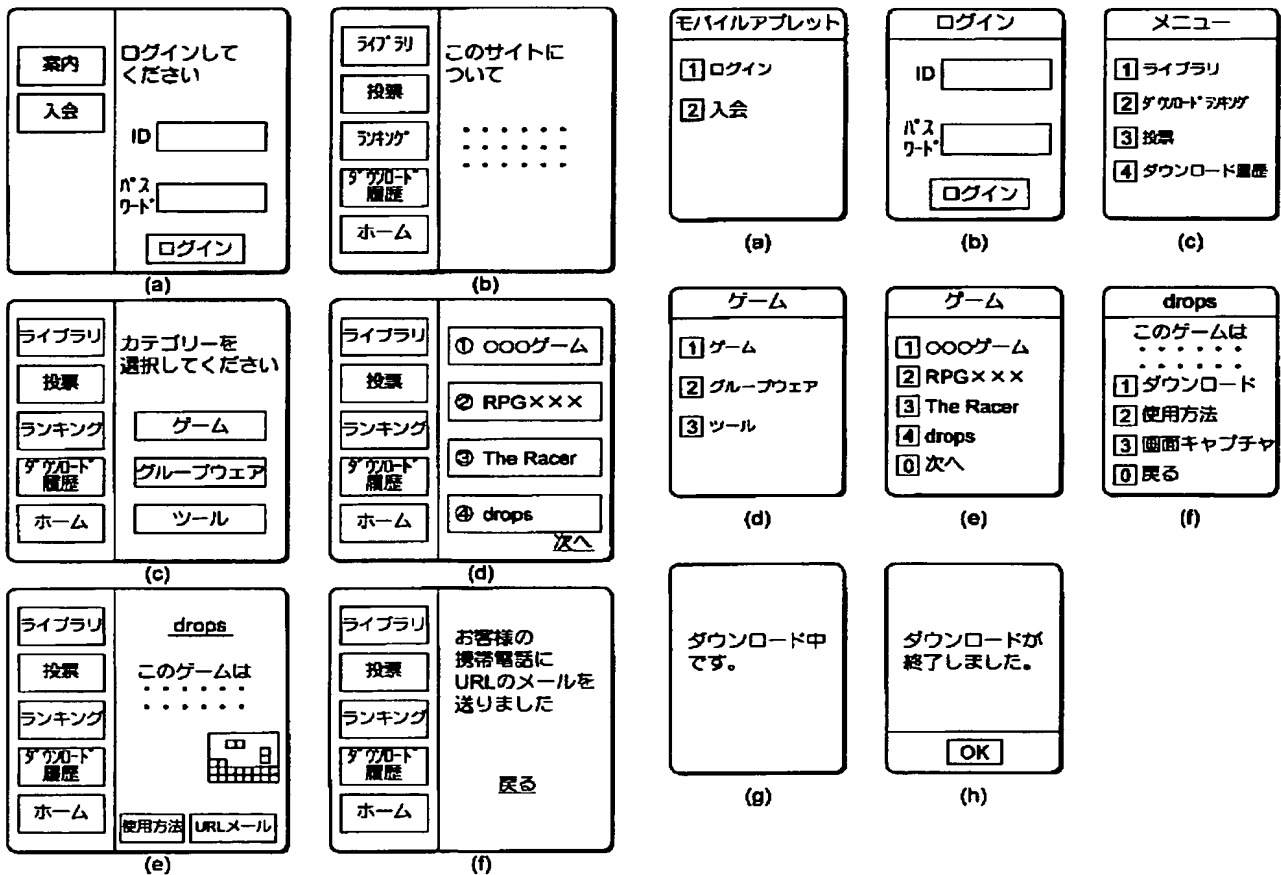 案内
入会
ログインして
ください
ID
パス
ワード
ログイン
(a)
ライブラリ
投票
ランキング
ダウンロード
履歴
ホーム
このサイトに
ついて
(b)
ライブラリ
投票
ランキング
ダウンロード
履歴
ホーム
カテゴリーを
選択してください
ゲーム
グループウェア
ツール
(c)
ライブラリ
投票
ランキング
ダウンロード
履歴
ホーム
① ○○○ゲーム
② RPG×××
③ The Racer
④ drops
次へ
(d)
ライブラリ
投票
ランキング
ダウンロード
履歴
ホーム
drops
このゲームは
使用方法
URLメール
(e)
ライブラリ
投票
ランキング
ダウンロード
履歴
ホーム
お客様の
携帯電話に
URLのメールを
送りました
戻る
(f)
モバイルアプレット
1 ログイン
2 入会
(a)
ログイン
ID
パス
ワード
ログイン
(b)
メニュー
1 ライブラリ
2 ダウンロードランキング
3 投票
4 ダウンロード履歴
(c)
ゲーム
1 ゲーム
2 グループウェア
3 ツール
(d)
ゲーム
1 ○○○ゲーム
2 RPG×××
3 The Racer
4 drops
0 次へ
(e)
drops
このゲームは
1 ダウンロード
2 使用方法
3 画面キャプチャ
0 戻る
(f)
ダウンロード中
です。
(g)
ダウンロードが
終了しました。
OK
(h)